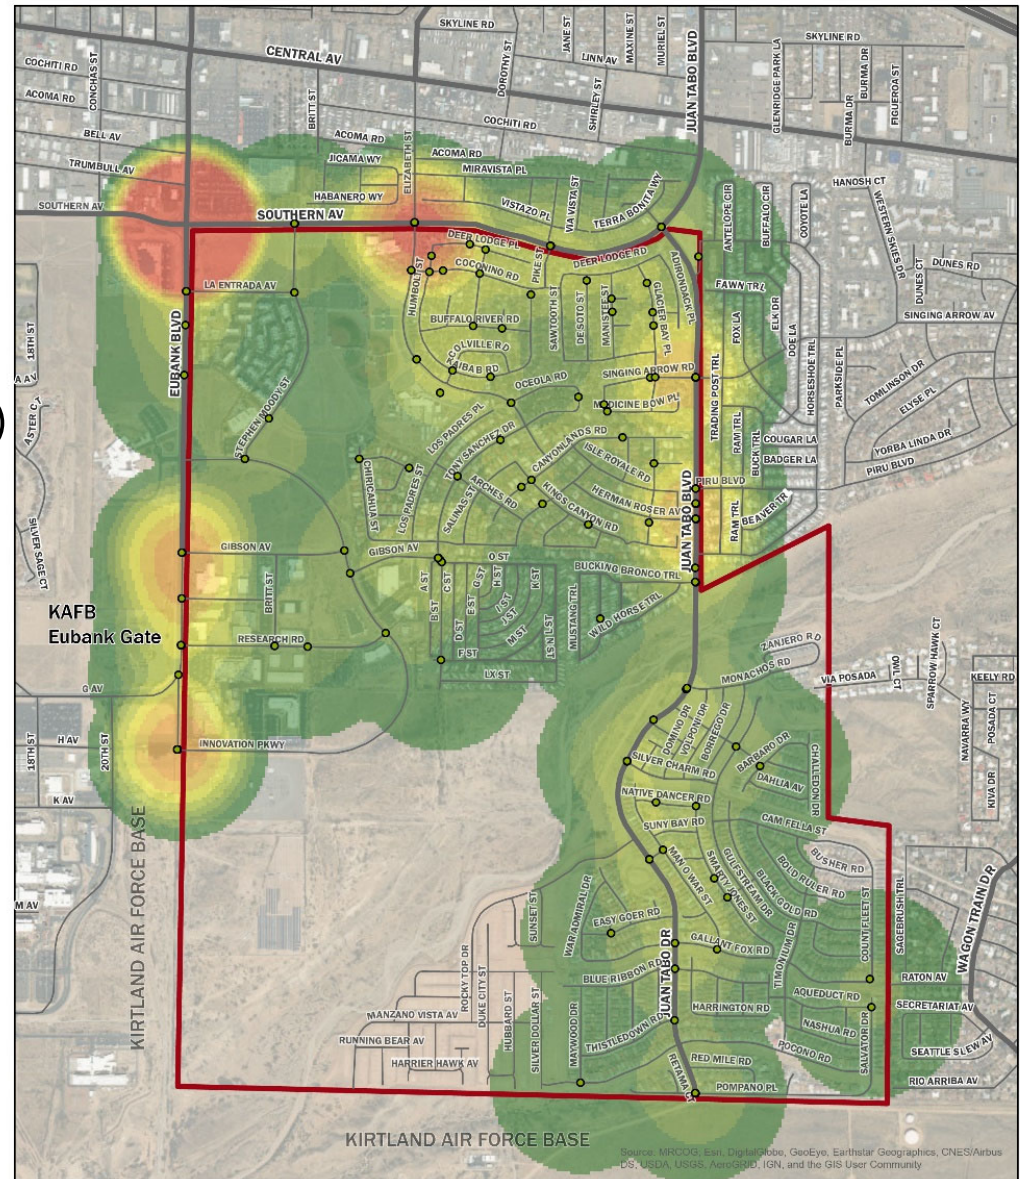 SKYLINE RD
JANE ST
MAXINE ST
MURIEL ST
SKYLINE RD
CENTRAL AV
LINN AV
JUAN TABO BLVD
GLENRIDGE PARK LA
BURMA DR
FIGUEROA ST
COCHITI RD
CONCHAS ST
DOROTHY ST
SHIRLEY ST
ACOMA RD
BRITT ST
COCHITI RD
BURMA DR
BELL AV
ACOMA RD
ELIZABETH ST
ACOMA RD
TRUMBULL AV
JICAMA WY
MIRAVISTA PL
HANOSH CT
HABANERO WY
VIA VISTA ST
TERRA BONITA WY
ANTELOPE CIR
BUFFALO CIR
COYOTE LA
WESTERN SKIES DR
SOUTHERN AV
SOUTHERN AV
VISTAZO PL
DEER LODGE PL
PIKE ST
DEER LODGE RD
ADIRONDACK PL
DUNES CT
DUNES RD
HUMBOLT ST
COCONINO RD
LA ENTRADA AV
SAWTOOTH ST
DE SOTO ST
MANISTEE ST
GLACIER BAY PL
FAWN TRL
FOX LA
ELK DR
DOE LA
SINGING ARROW AV
EUBANK BLVD
BUFFALO RIVER RD
HORSESHOE TRL
PARKSIDE PL
18TH ST
COLVILLE RD
KAIBAB RD
OCEOLA RD
SINGING ARROW RD
TRADING POST TRL
TOMLINSON DR
A AV
ELYSE PL
STEPHEN MOODY ST
MEDICINE BOW PL
ASTER CT
LOS PADRES PL
TONY SANCHEZ DR
CANYONLANDS RD
RAM TRL
BUCK TRL
COUGAR LA
YORBA LINDA DR
ISLE ROYALE RD
BADGER LA
PIRU BLVD
CHIRICAHUA ST
LOS PADRES ST
SALINAS ST
ARCHES RD
KINGS CANYON RD
HERMAN ROSER AV
JUAN TABO BLVD
PIRU BLVD
RAM TRL
BEAVER TR
SILVER SAGE CT
GIBSON AV
GIBSON AV
O ST
BUCKING BRONCO TRL
KAFB
Eubank Gate
BRITT ST
A ST
B ST
C ST
D ST
E ST
G ST
H ST
I ST
J ST
K ST
MUSTANG TRL
WILD HORSE TRL
RESEARCH RD
F ST
M ST
L ST
N ST
ZANJERO RD
OWL CT
SPARROW HAWK CT
LX ST
MONACHOS RD
VIA POSADA
KEELY RD
G AV
18TH ST
H AV
20TH ST
INNOVATION PKWY
DOMINO DR
VOLPONI DR
BORREGO DR
NAVARRA WY
POSADA CT
SILVER CHARM RD
BARBARO DR
CHALLEDON DR
DAHLIA AV
KIVA DR
K AV
NATIVE DANCER RD
SUNY BAY RD
CAM FELLA ST
KIRTLAND AIR FORCE BASE
MAN O WAR ST
SMARTY JONES ST
GULFSTREAM DR
BLACK GOLD RD
BOLD RULER RD
BUSHER RD
M AV
SUNSET ST
WAR ADMIRAL DR
EASY GOER RD
COUNT FLEET ST
SAGEBRUSH TRL
WAGON TRAIN DR
ROCKY TOP DR
DUKE CITY ST
JUAN TABO DR
GALLANT FOX RD
TIMONIUM DR
BLUE RIBBON RD
RATON AV
MANZANO VISTA AV
HUBBARD ST
SILVER DOLLAR ST
HARRINGTON RD
AQUEDUCT RD
SECRETARIAT AV
RUNNING BEAR AV
MAYWOOD DR
THISTLEDOWN RD
NASHUA RD
SALVATOR DR
SEATTLE SLEW AV
HARRIER HAWK AV
RETAMA
RED MILE RD
POCONO RD
POMPANO PL
RIO ARRIBA AV
KIRTLAND AIR FORCE BASE
Source: MRCOG, Esri, DigitalGlobe, GeoEye, Earthstar Geographics, CNES/Airbus
DS, USDA, USGS, AeroGRID, IGN, and the GIS User Community
)